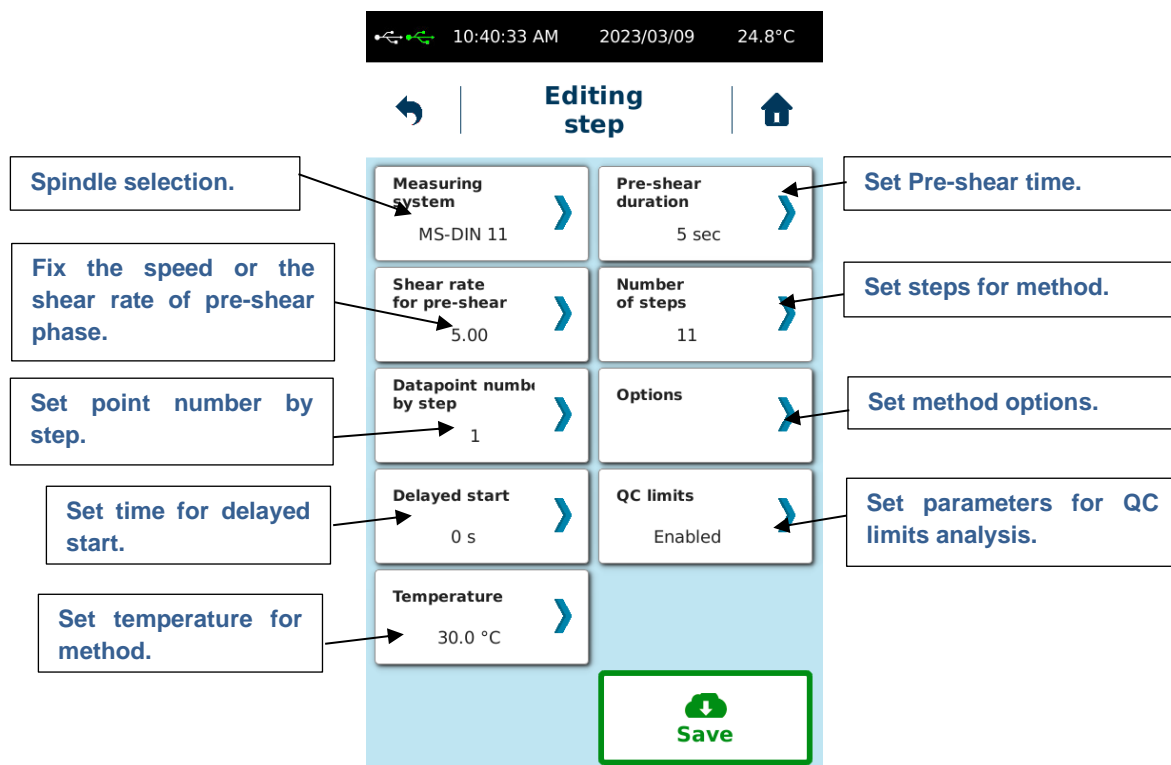 10:40:33 AM 2023/03/09 24.8°C
Editing
step
Spindle selection.
Measuring
system
MS-DIN 11
Pre-shear
duration
5 sec
Set Pre-shear time.
Fix the speed or the
shear rate of pre-shear
phase.
Shear rate
for pre-shear
5.00
Number
of steps
11
Set steps for method.
Set point number by
step.
Datapoint numbe
by step
1
Options
Set method options.
Set time for delayed
start.
Delayed start
0 s
QC limits
Enabled
Set parameters for QC
limits analysis.
Set temperature for
method.
Temperature
30.0 °C
Save